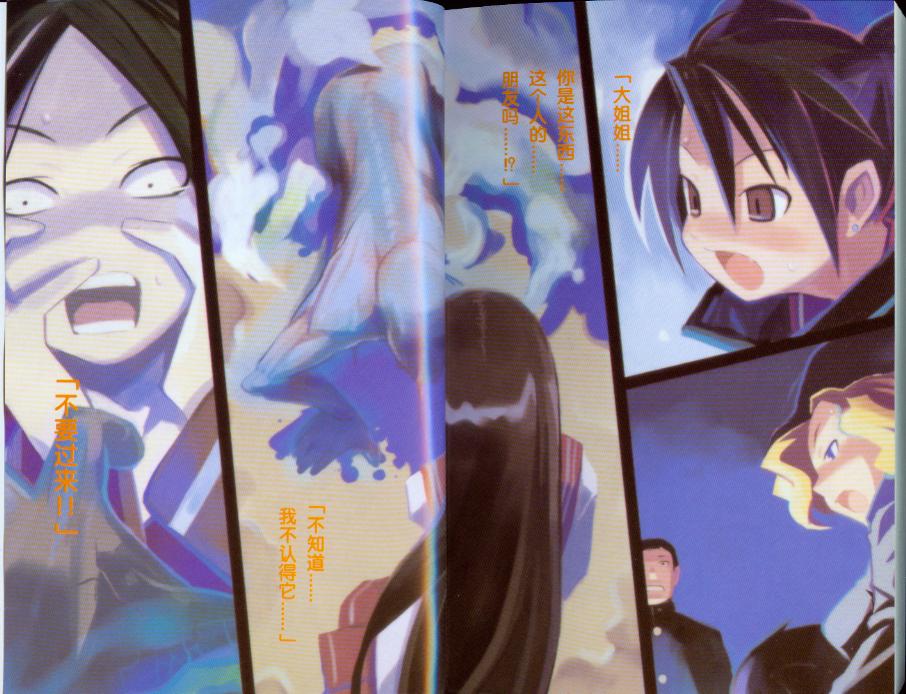 「大姐姐……
你是这东西……
这个人的……
朋友吗……!?」
「不知道……
我不认得它……」
「不要过来!!」